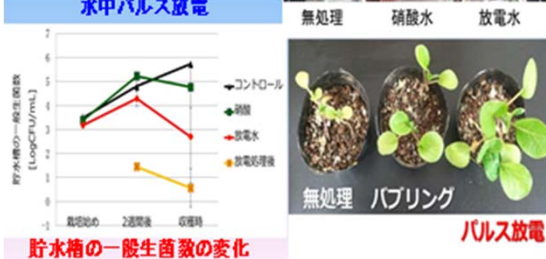 水中パルス放電
貯水槽の一般生菌数
[LogCFU/mL]
7
6
5
4
3
2
1
0
-1
コントロール
硝酸
放電水
放電処理後
栽培始め 2週間後 収穫時
貯水槽の一般生菌数の変化
無処理 硝酸水 放電水
無処理 バブリング
パルス放電